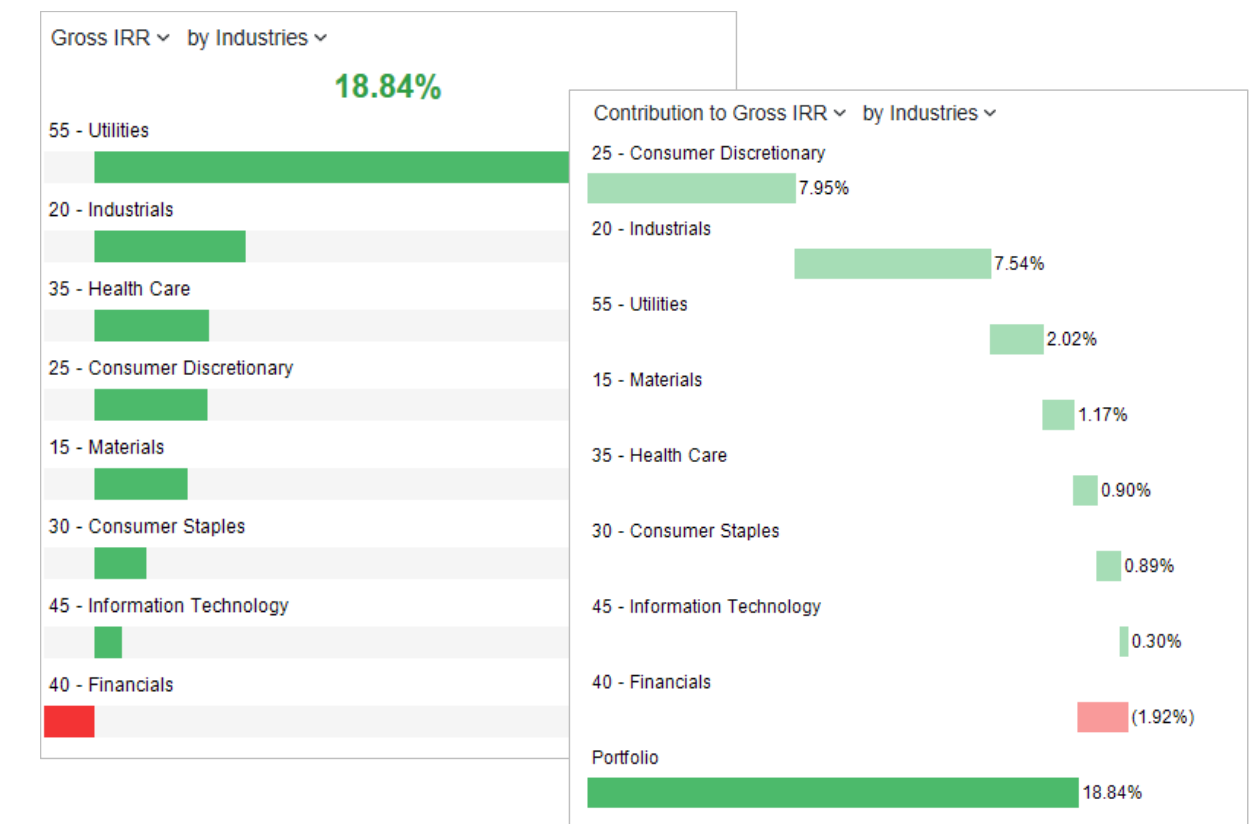 Gross IRR by Industries
18.84%
55 - Utilities
20 - Industrials
35 - Health Care
25 - Consumer Discretionary
15 - Materials
30 - Consumer Staples
45 - Information Technology
40 - Financials
Contribution to Gross IRR by Industries
25 - Consumer Discretionary
7.95%
20 - Industrials
7.54%
55 - Utilities
2.02%
15 - Materials
1.17%
35 - Health Care
0.90%
30 - Consumer Staples
0.89%
45 - Information Technology
0.30%
40 - Financials
(1.92%)
Portfolio
18.84%